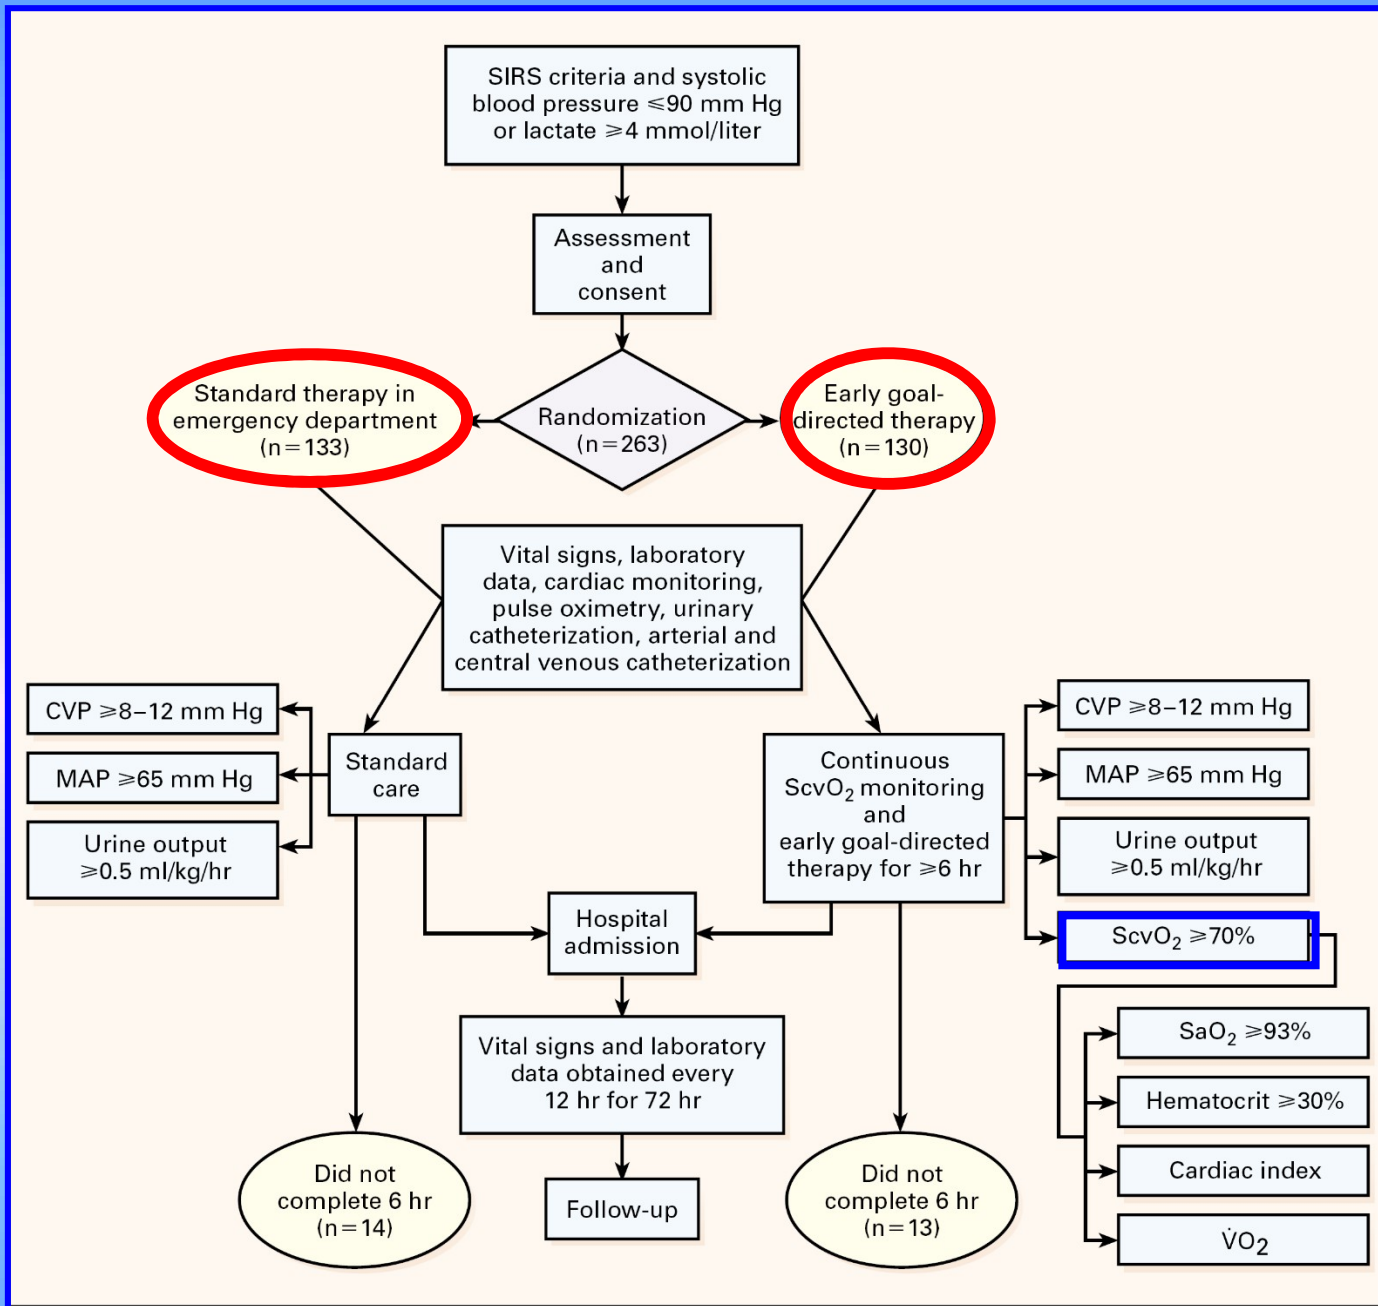 SIRS criteria and systolic
blood pressure ≤90 mm Hg
or lactate ≥4 mmol/liter
Assessment
and
consent
Standard therapy in
emergency department
(n=133)
Randomization
(n=263)
Early goal-
directed therapy
(n=130)
Vital signs, laboratory
data, cardiac monitoring,
pulse oximetry, urinary
catheterization, arterial and
central venous catheterization
CVP ≥8–12 mm Hg
MAP ≥65 mm Hg
Urine output
≥0.5 ml/kg/hr
Standard
care
Continuous
ScvO₂ monitoring
and
early goal-directed
therapy for ≥6 hr
CVP ≥8–12 mm Hg
MAP ≥65 mm Hg
Urine output
≥0.5 ml/kg/hr
ScvO₂ ≥70%
SaO₂ ≥93%
Hematocrit ≥30%
Cardiac index
V̇O₂
Hospital
admission
Vital signs and laboratory
data obtained every
12 hr for 72 hr
Follow-up
Did not
complete 6 hr
(n=14)
Did not
complete 6 hr
(n=13)